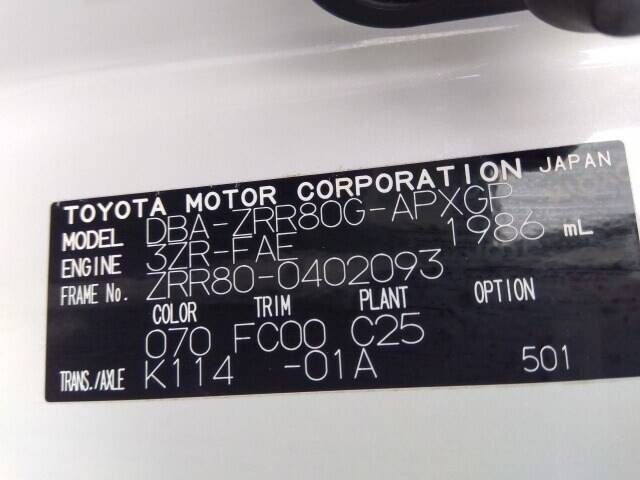 TOYOTA MOTOR CORPORATION JAPAN
MODEL DBA-ZRR80G-APXGP
ENGINE 3ZR-FAE 1986 mL
FRAME No. ZRR80-0402093
COLOR TRIM PLANT OPTION
070 FC00 C25
TRANS./AXLE K114 -01A 501